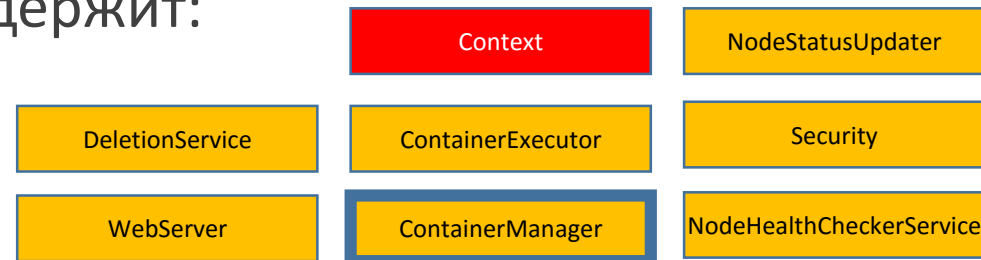 держит:
Context
NodeStatusUpdater
DeletionService
ContainerExecutor
Security
WebServer
ContainerManager
NodeHealthCheckerService